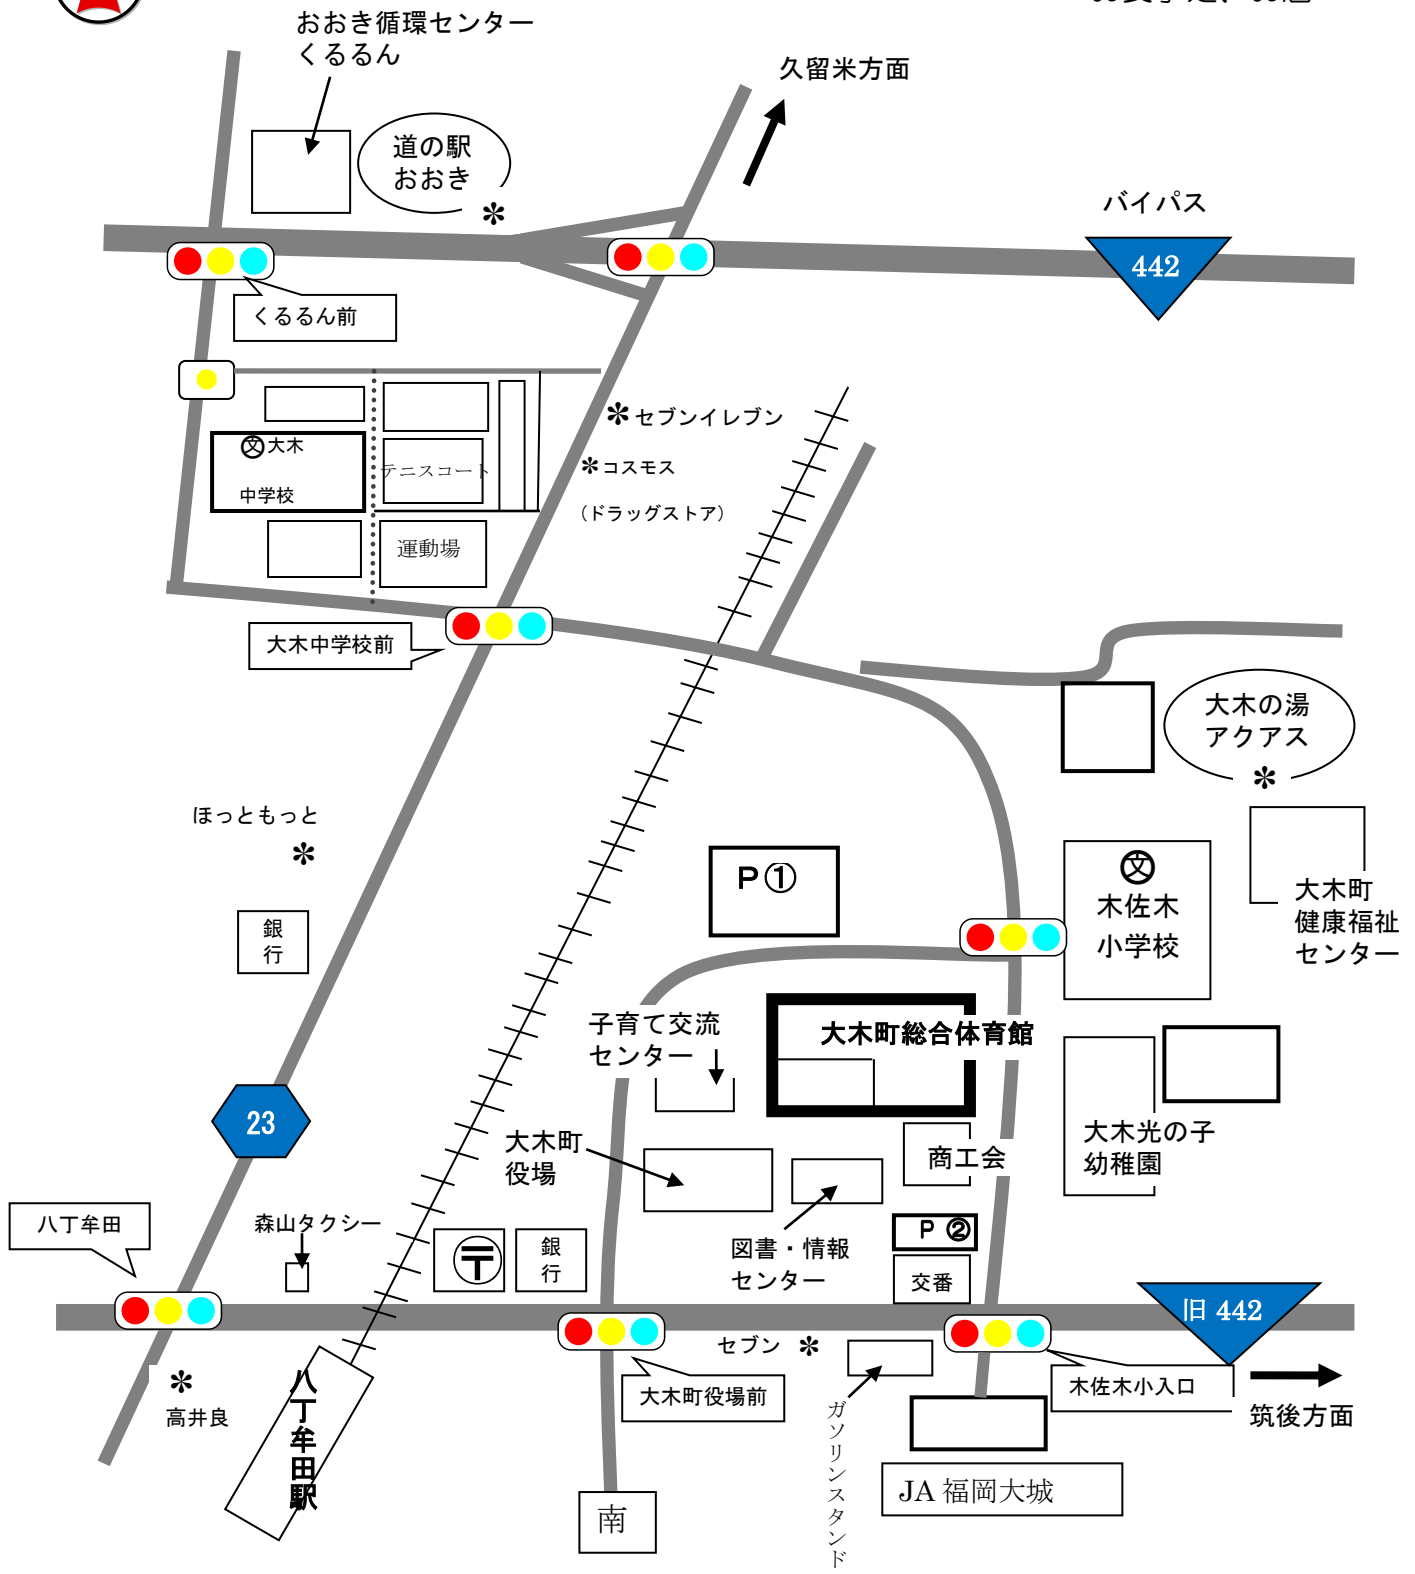 おおき循環センター
くるるん
久留米方面
道の駅
おおき
＊
バイパス
442
くるるん前
＊セブンイレブン
文大木
中学校
テニスコート
＊コスモス
（ドラッグストア）
運動場
大木中学校前
大木の湯
アクアス
＊
ほっともっと
＊
P①
文
木佐木
小学校
大木町
健康福祉
センター
銀
行
子育て交流
センター
大木町総合体育館
23
大木町
役場
商工会
大木光の子
幼稚園
八丁牟田
森山タクシー
〒
銀
行
図書・情報
センター
P ②
交番
旧 442
セブン ＊
＊
高井良
八丁牟田駅
大木町役場前
木佐木小入口
筑後方面
ガソリンスタンド
JA 福岡大城
南